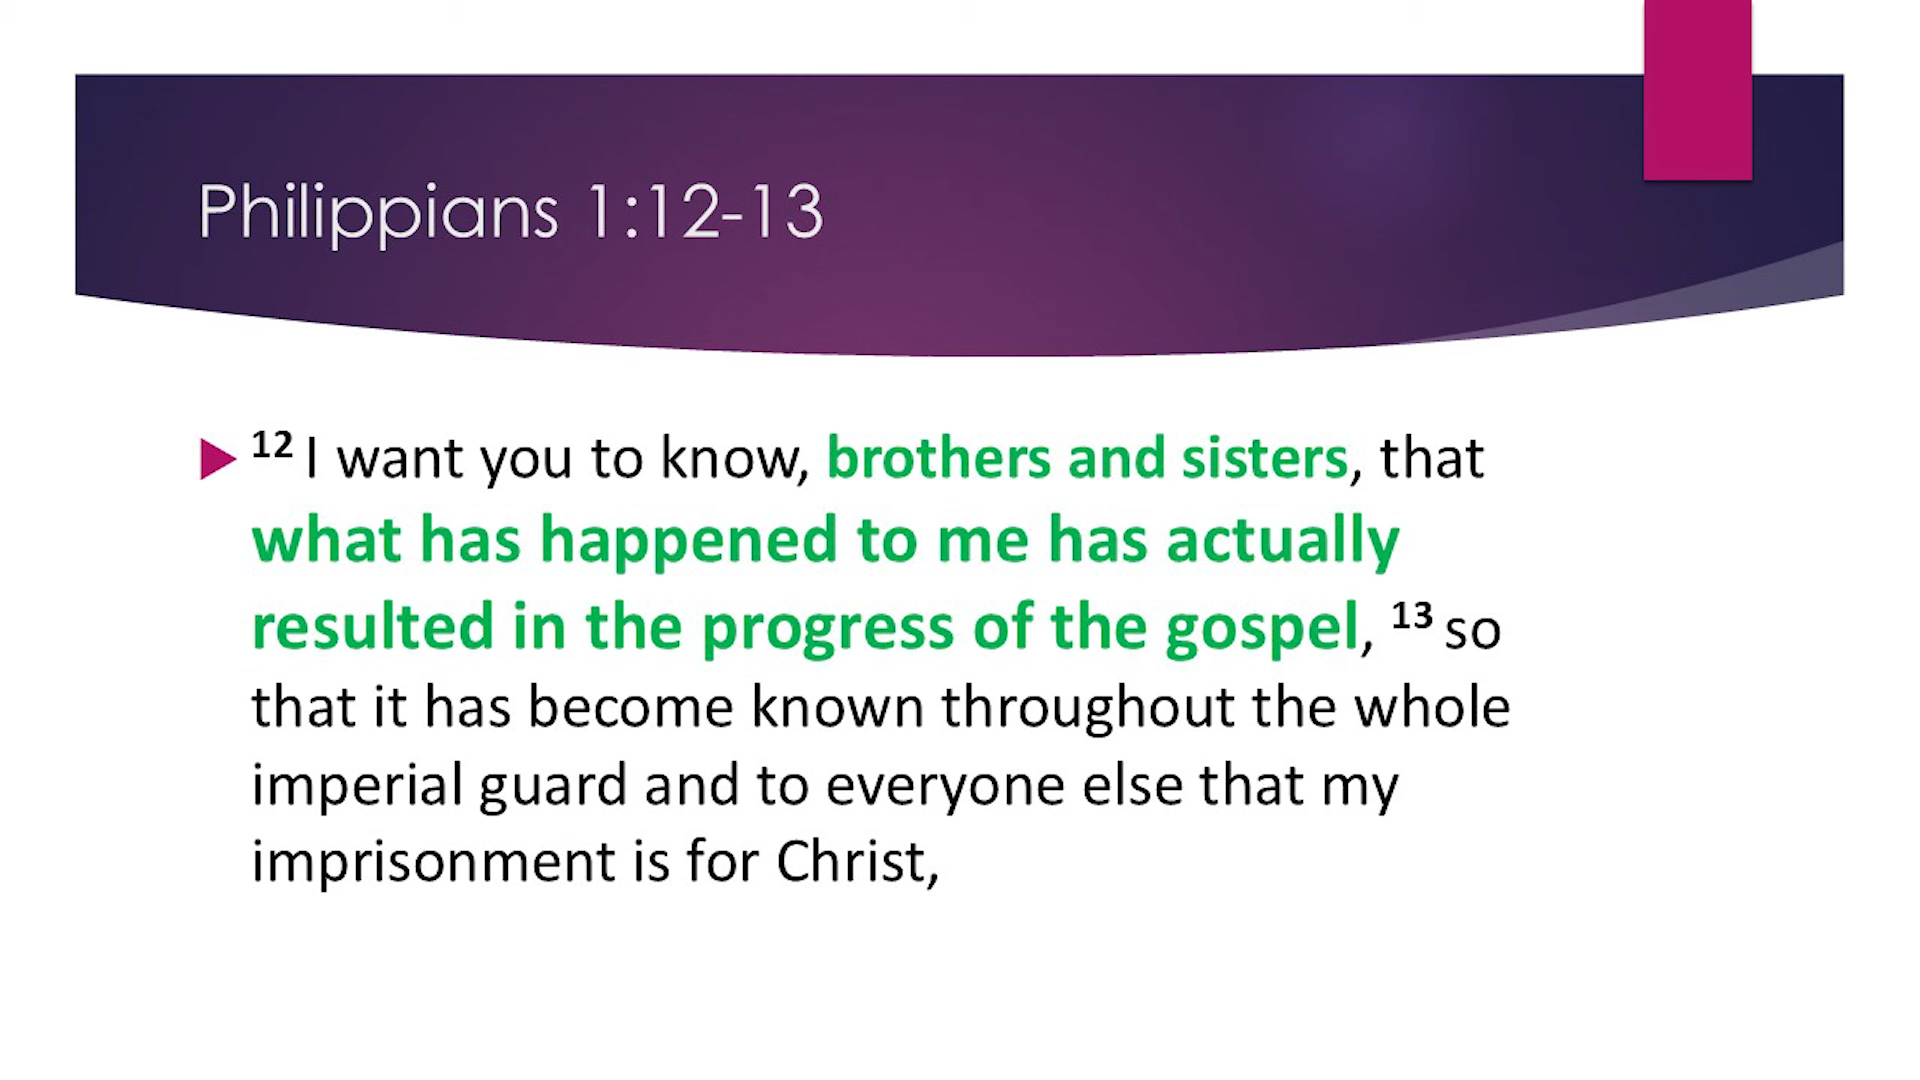 Philippians 1:12-13
12 I want you to know, brothers and sisters, that
what has happened to me has actually
resulted in the progress of the gospel, 13 so
that it has become known throughout the whole
imperial guard and to everyone else that my
imprisonment is for Christ,